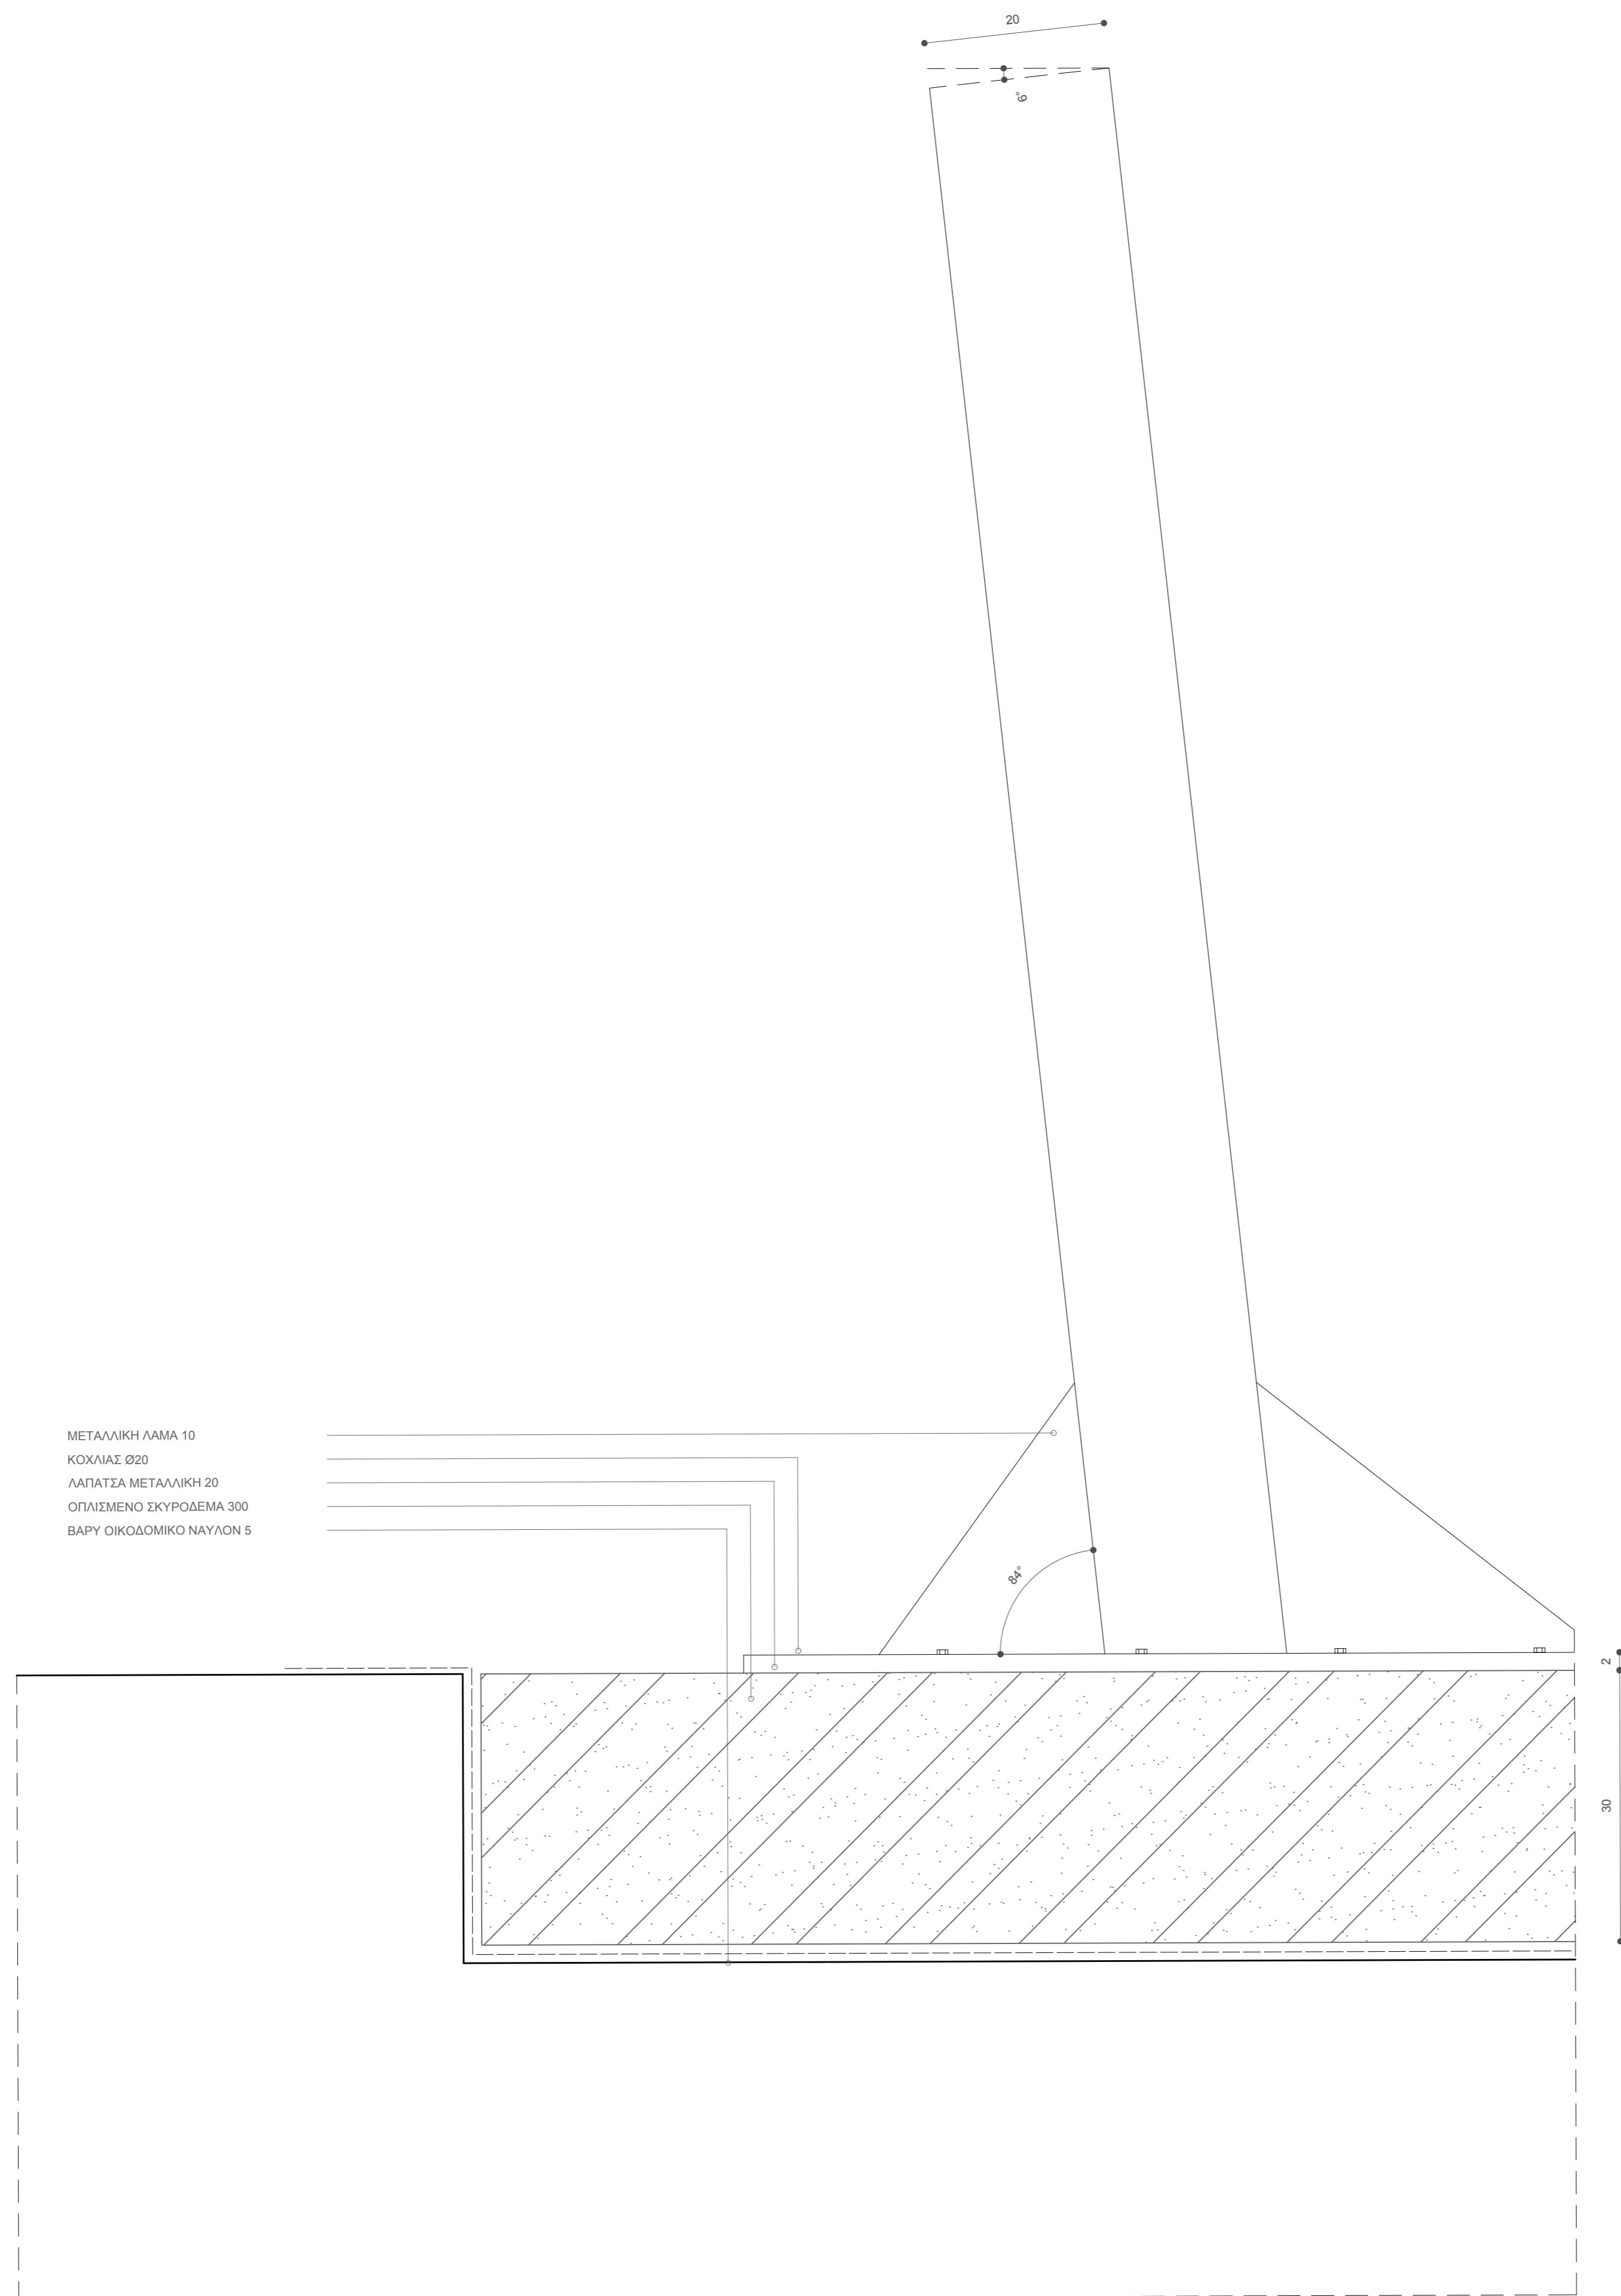 20
6°
ΜΕΤΑΛΛΙΚΗ ΛΑΜΑ 10
ΚΟΧΛΙΑΣ Ø20
ΛΑΠΑΤΣΑ ΜΕΤΑΛΛΙΚΗ 20
ΟΠΛΙΣΜΕΝΟ ΣΚΥΡΟΔΕΜΑ 300
ΒΑΡΥ ΟΙΚΟΔΟΜΙΚΟ ΝΑΥΛΟΝ 5
84°
2
30